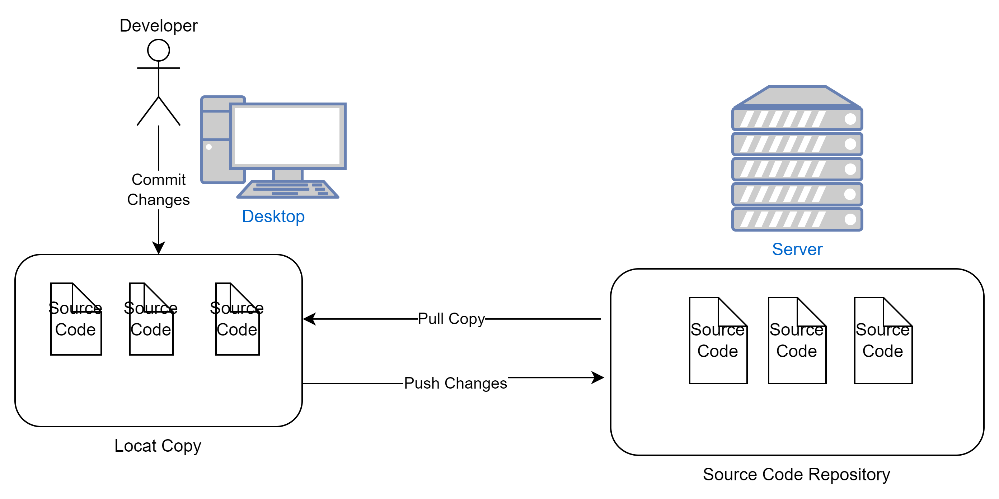 Developer
Commit
Changes
Desktop
Server
Source
Code
Source
Code
Source
Code
Pull Copy
Push Changes
Source
Code
Source
Code
Source
Code
Locat Copy
Source Code Repository